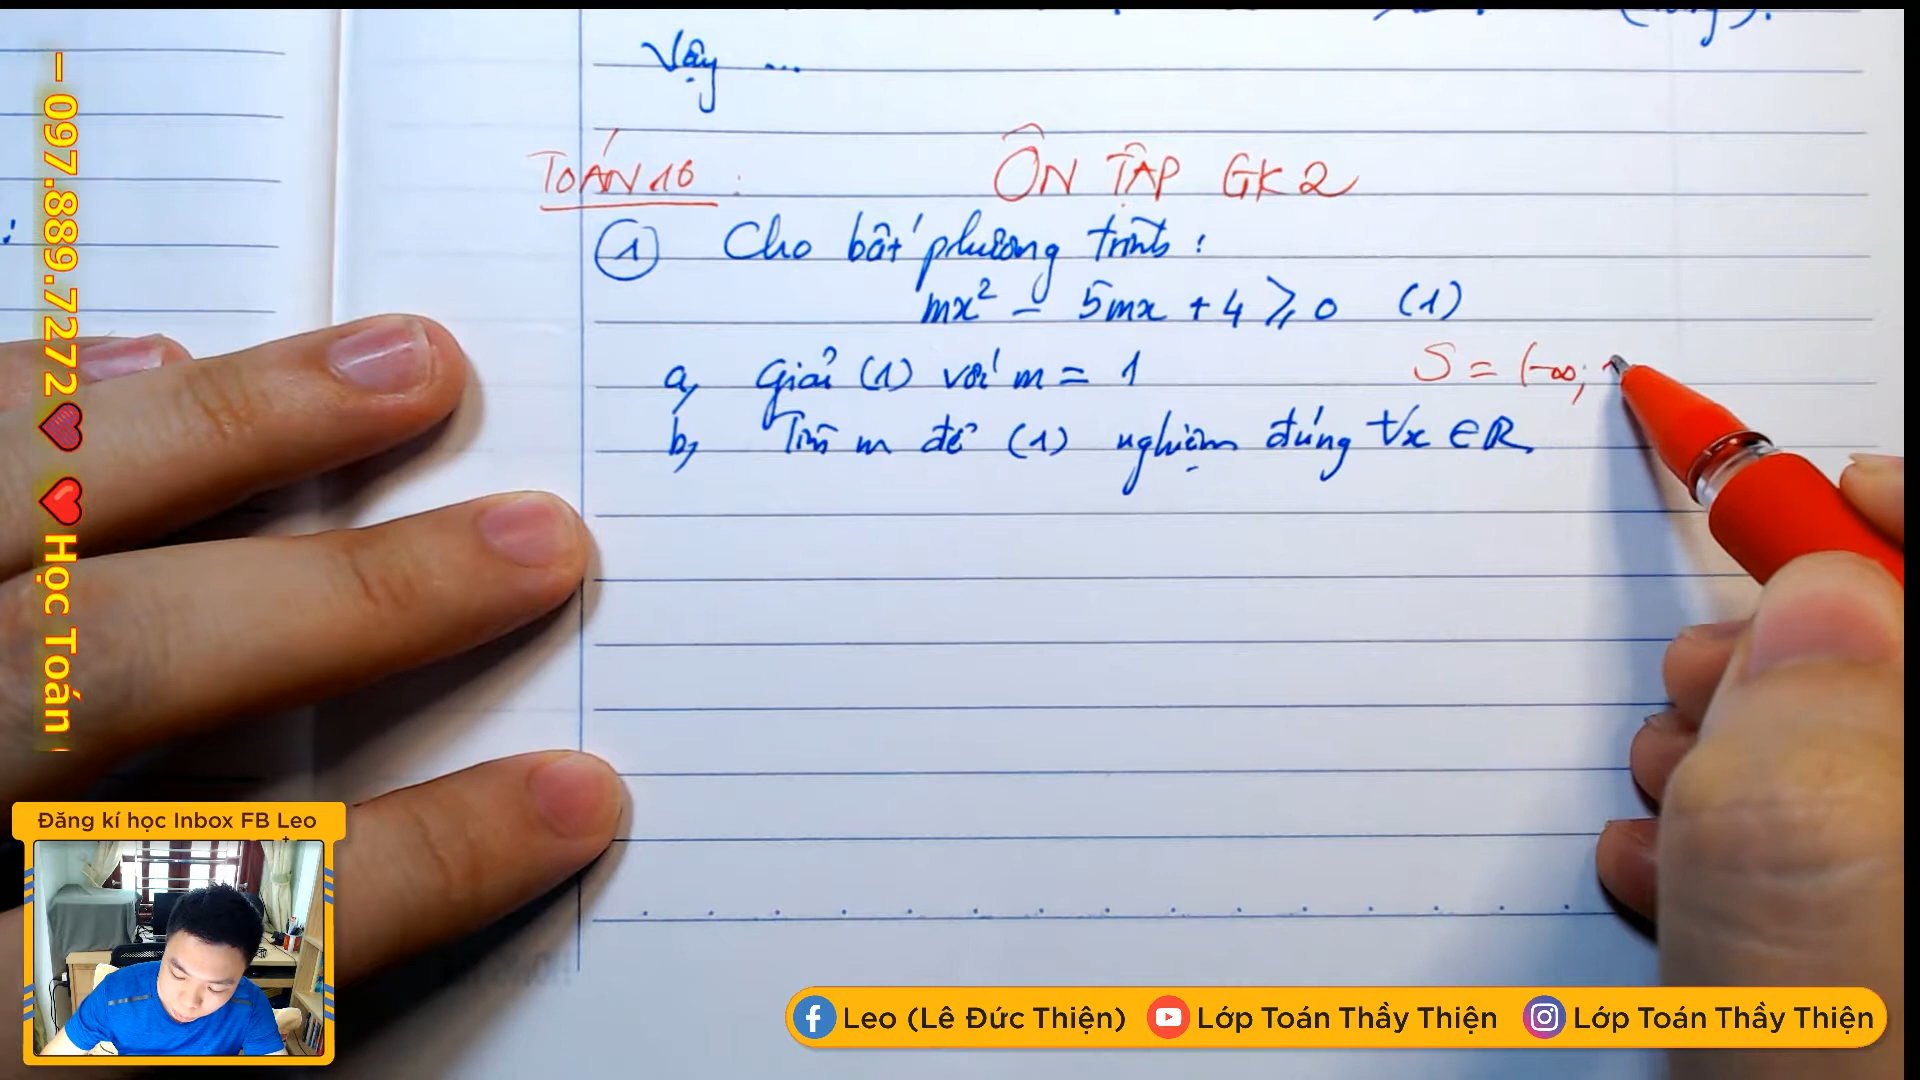 Vậy ...
TOÁN 10 :
ÔN TẬP GK2
① Cho bất phương trình :
mx² - 5mx + 4 ⩾ 0 (1)
a, Giải (1) với m = 1
S = (-∞; 1
b, Tìm m để (1) nghiệm đúng ∀x ∈ R
– 097.889.7272 💗 ❤️ Học Toán
Đăng kí học Inbox FB Leo
Leo (Lê Đức Thiện) Lớp Toán Thầy Thiện Lớp Toán Thầy Thiện